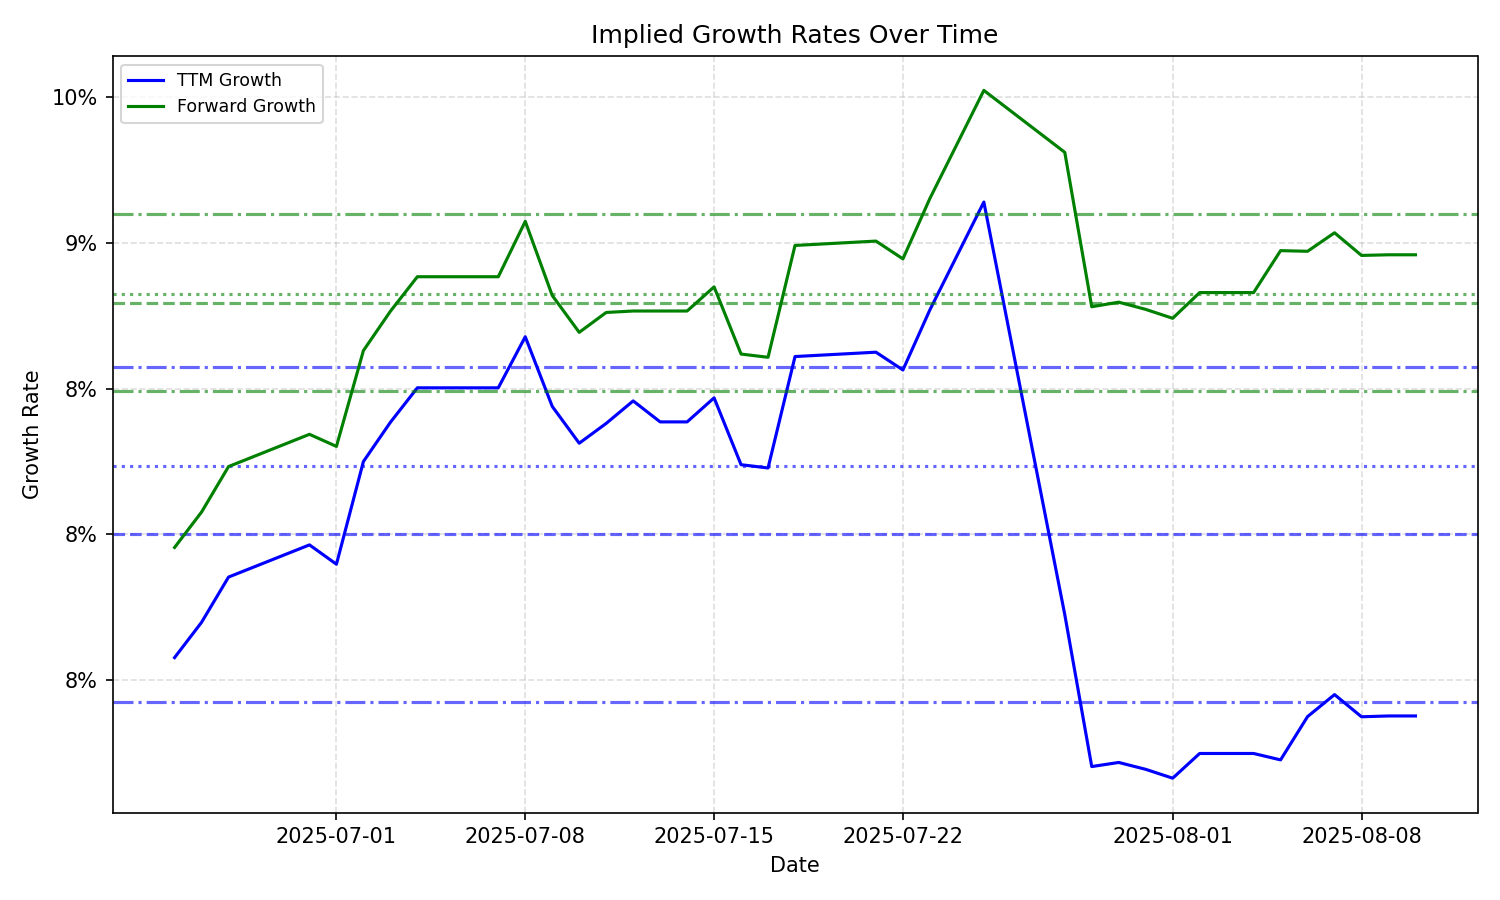 Implied Growth Rates Over Time
TTM Growth
Forward Growth
10%
9%
8%
8%
8%
Growth Rate
2025-07-01
2025-07-08
2025-07-15
2025-07-22
2025-08-01
2025-08-08
Date